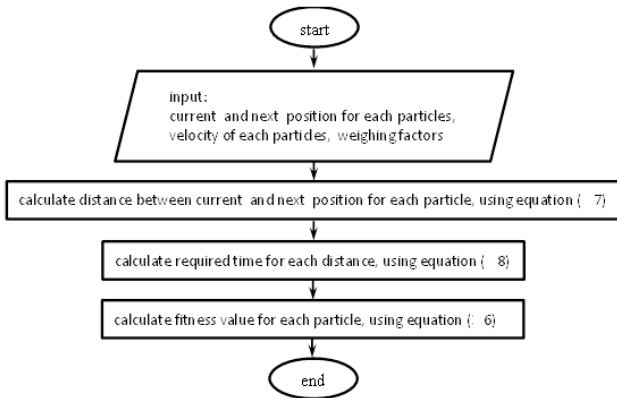 start
input:
current and next position for each particles,
velocity of each particles, weighing factors
calculate distance between current and next position for each particle, using equation ( 7)
calculate required time for each distance, using equation ( 8)
calculate fitness value for each particle, using equation (: 6)
end